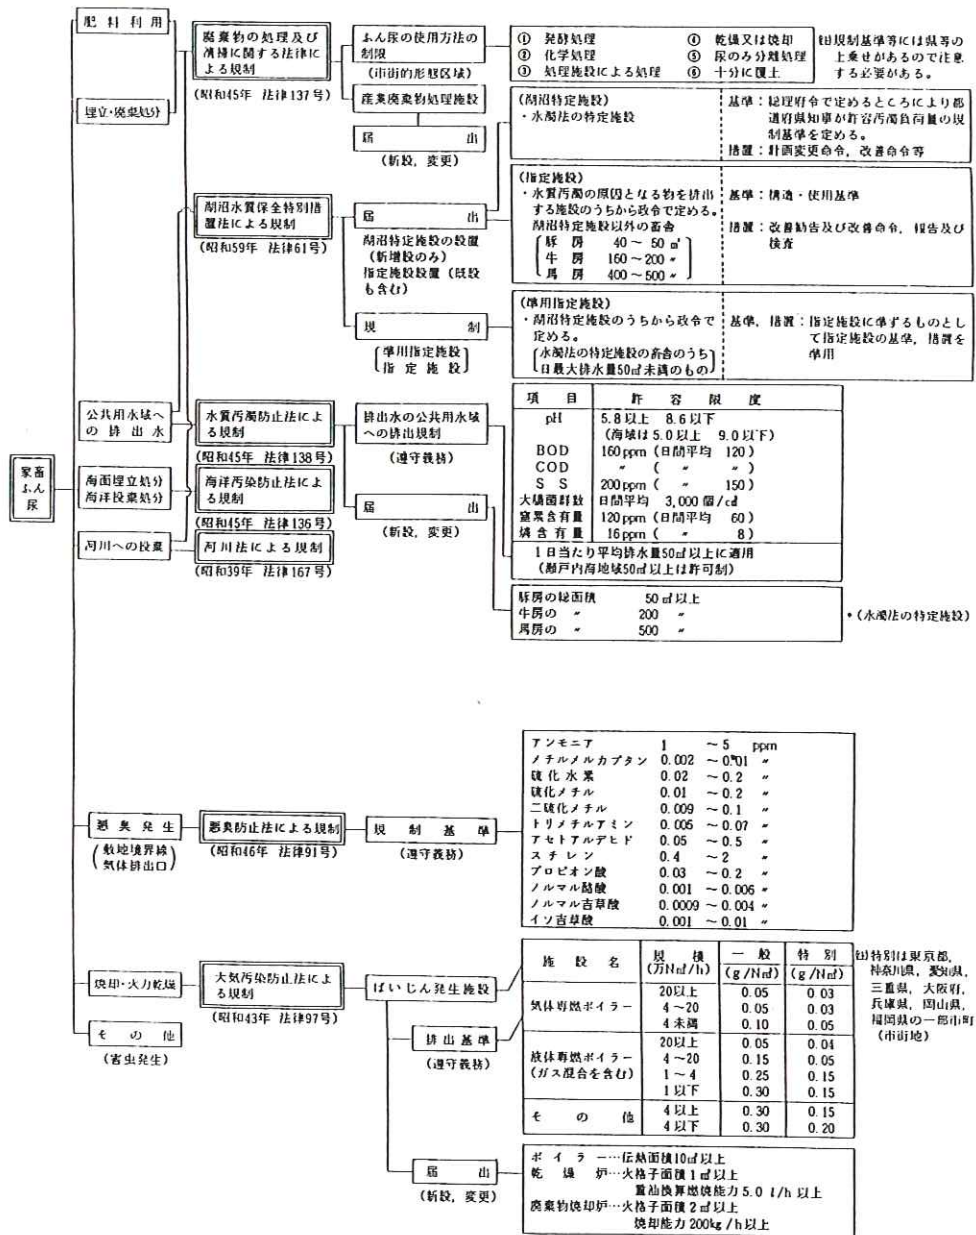 家畜ふん尿
肥料利用
埋立・廃棄処分
公共用水域への排出水
海面埋立処分
海洋投棄処分
河川への投棄
悪臭発生
(敷地境界線
気体排出口)
焼却・火力乾燥
その他
(害虫発生)
廃棄物の処理及び清掃に関する法律による規制
(昭和45年 法律137号)
ふん尿の使用方法の制限
(市街的形態区域)
産業廃棄物処理施設
届出
(新設, 変更)
① 発酵処理
② 化学処理
③ 処理施設による処理
④ 乾燥又は焼却
⑤ 尿のみ分離処理
⑥ 十分に覆土
注)規制基準等には県等の
上乗せがあるので注意
する必要がある。
湖沼水質保全特別措置法による規制
(昭和59年 法律61号)
届出
湖沼特定施設の設置
(新増設のみ)
指定施設設置(既設
も含む)
規制
(準用指定施設
指定施設)
(湖沼特定施設)
・水濁法の特定施設
基準:総理府令で定めるところにより都
道府県知事が許容汚濁負荷量の規
制基準を定める。
措置:計画変更命令, 改善命令等
(指定施設)
・水質汚濁の原因となる物を排出
する施設のうちから政令で定める。
湖沼特定施設以外の畜舎
豚房 40~50㎡
牛房 160~200 〃
馬房 400~500 〃
基準:構造・使用基準
措置:改善勧告及び改善命令, 報告及び
検査
(準用指定施設)
・湖沼特定施設のうちから政令で
定める。
(水濁法の特定施設の畜舎のうち
日最大排水量50㎥未満のもの)
基準, 措置:指定施設に準ずるものとし
て指定施設の基準, 措置を
準用
水質汚濁防止法による規制
(昭和45年 法律138号)
海洋汚染防止法による規制
(昭和45年 法律136号)
河川法による規制
(昭和39年 法律167号)
排出水の公共用水域
への排出規制
(遵守義務)
届出
(新設, 変更)
項目 許容限度
pH 5.8以上 8.6以下
(海域は5.0以上 9.0以下)
BOD 160ppm (日間平均 120)
COD 〃 ( 〃 〃 )
S S 200ppm ( 〃 150)
大腸菌群数 日間平均 3,000個/c㎥
窒素含有量 120ppm (日間平均 60)
燐含有量 16ppm ( 〃 8)
1日当たり平均排水量50㎥以上に適用
(瀬戸内海地域50㎥以上は許可制)
豚房の総面積 50㎡以上
牛房の 〃 200 〃
馬房の 〃 500 〃
・(水濁法の特定施設)
悪臭防止法による規制
(昭和46年 法律91号)
規制基準
(遵守義務)
アンモニア 1 ~5 ppm
メチルメルカプタン 0.002 ~0.01 〃
硫化水素 0.02 ~0.2 〃
硫化メチル 0.01 ~0.2 〃
二硫化メチル 0.009 ~0.1 〃
トリメチルアミン 0.005 ~0.07 〃
アセトアルデヒド 0.05 ~0.5 〃
スチレン 0.4 ~2 〃
プロピオン酸 0.03 ~0.2 〃
ノルマル酪酸 0.001 ~0.006 〃
ノルマル吉草酸 0.0009 ~0.004 〃
イソ吉草酸 0.001 ~0.01 〃
大気汚染防止法による規制
(昭和43年 法律97号)
ばいじん発生施設
排出基準
(遵守義務)
届出
(新設, 変更)
施設名 規模(万N㎥/h) 一般(g/N㎥) 特別(g/N㎥)
気体専燃ボイラー 20以上 0.05 0.03
4~20 0.05 0.03
4未満 0.10 0.05
液体専燃ボイラー
(ガス混合を含む)
20以上 0.05 0.04
4~20 0.15 0.05
1~4 0.25 0.15
1以下 0.30 0.15
その他 4以上 0.30 0.15
4以下 0.30 0.20
注)特別は東京都,
神奈川県, 愛知県,
三重県, 大阪府,
兵庫県, 岡山県,
福岡県の一部市町
(市街地)
ボイラー…伝熱面積10㎡以上
乾燥炉…火格子面積1㎡以上
重油換算燃焼能力5.0 l/h以上
廃棄物焼却炉…火格子面積2㎡以上
焼却能力200kg/h以上